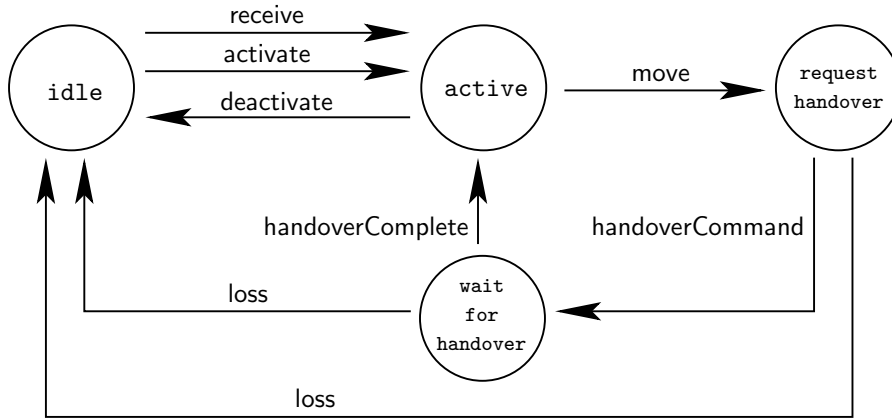 receive
activate
deactivate
idle
active
move
request
handover
handoverComplete
handoverCommand
loss
wait
for
handover
loss